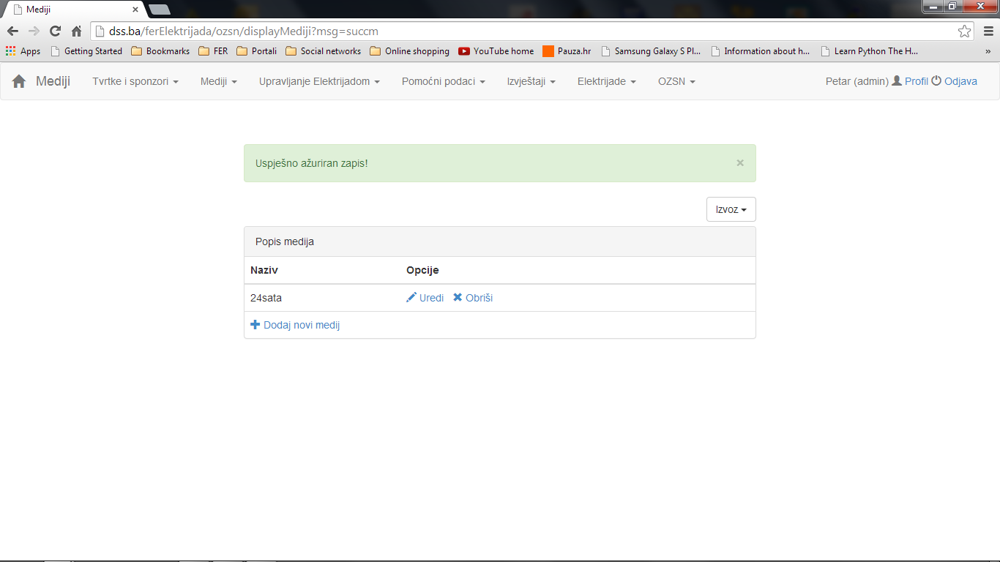 Mediji
dss.ba/ferElektrijada/ozsn/displayMediji?msg=succm
Apps Getting Started Bookmarks FER Portali Social networks Online shopping YouTube home Pauza.hr Samsung Galaxy S Pl... Information about h... Learn Python The H... »
Mediji Tvrtke i sponzori Mediji Upravljanje Elektrijadom Pomoćni podaci Izvještaji Elektrijade OZSN Petar (admin) Profil Odjava
Uspješno ažuriran zapis! ×
Izvoz
Popis medija
Naziv Opcije
24sata Uredi Obriši
Dodaj novi medij